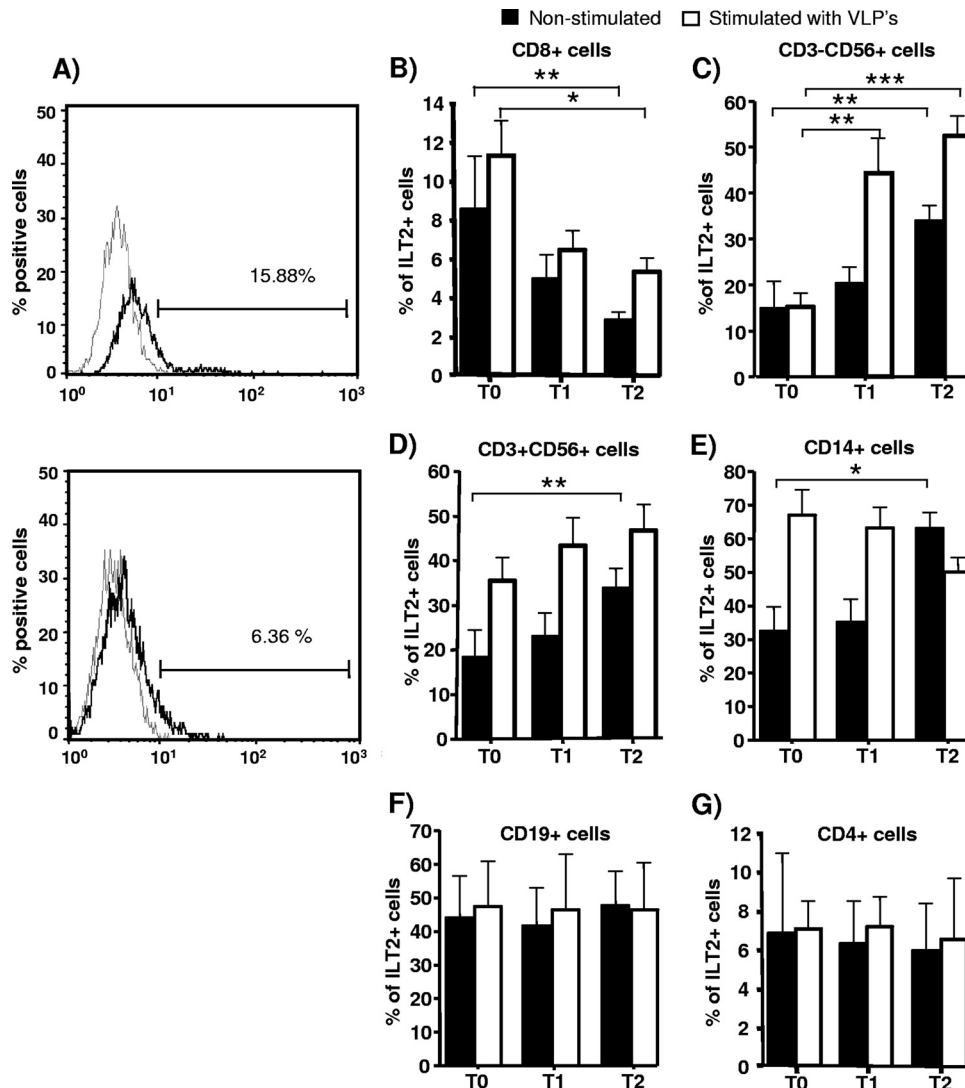 Non-stimulated Stimulated with VLP's
A)
% positive cells
50
40
30
20
10
0
15.88%
10⁰ 10¹ 10² 10³
% positive cells
50
40
30
20
10
0
6.36 %
10⁰ 10¹ 10² 10³
B)
CD8+ cells
**
*
% of ILT2+ cells
14
12
10
8
6
4
2
0
T0 T1 T2
C)
CD3-CD56+ cells
***
**
**
%of ILT2+ cells
60
50
40
30
20
10
0
T0 T1 T2
D)
CD3+CD56+ cells
**
% of ILT2+ cells
60
50
40
30
20
10
0
T0 T1 T2
E)
CD14+ cells
*
% of ILT2+ cells
80
70
60
50
40
30
20
10
0
T0 T1 T2
F)
CD19+ cells
% of ILT2+ cells
70
60
50
40
30
20
10
0
T0 T1 T2
G)
CD4+ cells
% of ILT2+ cells
12
10
8
6
4
2
0
T0 T1 T2